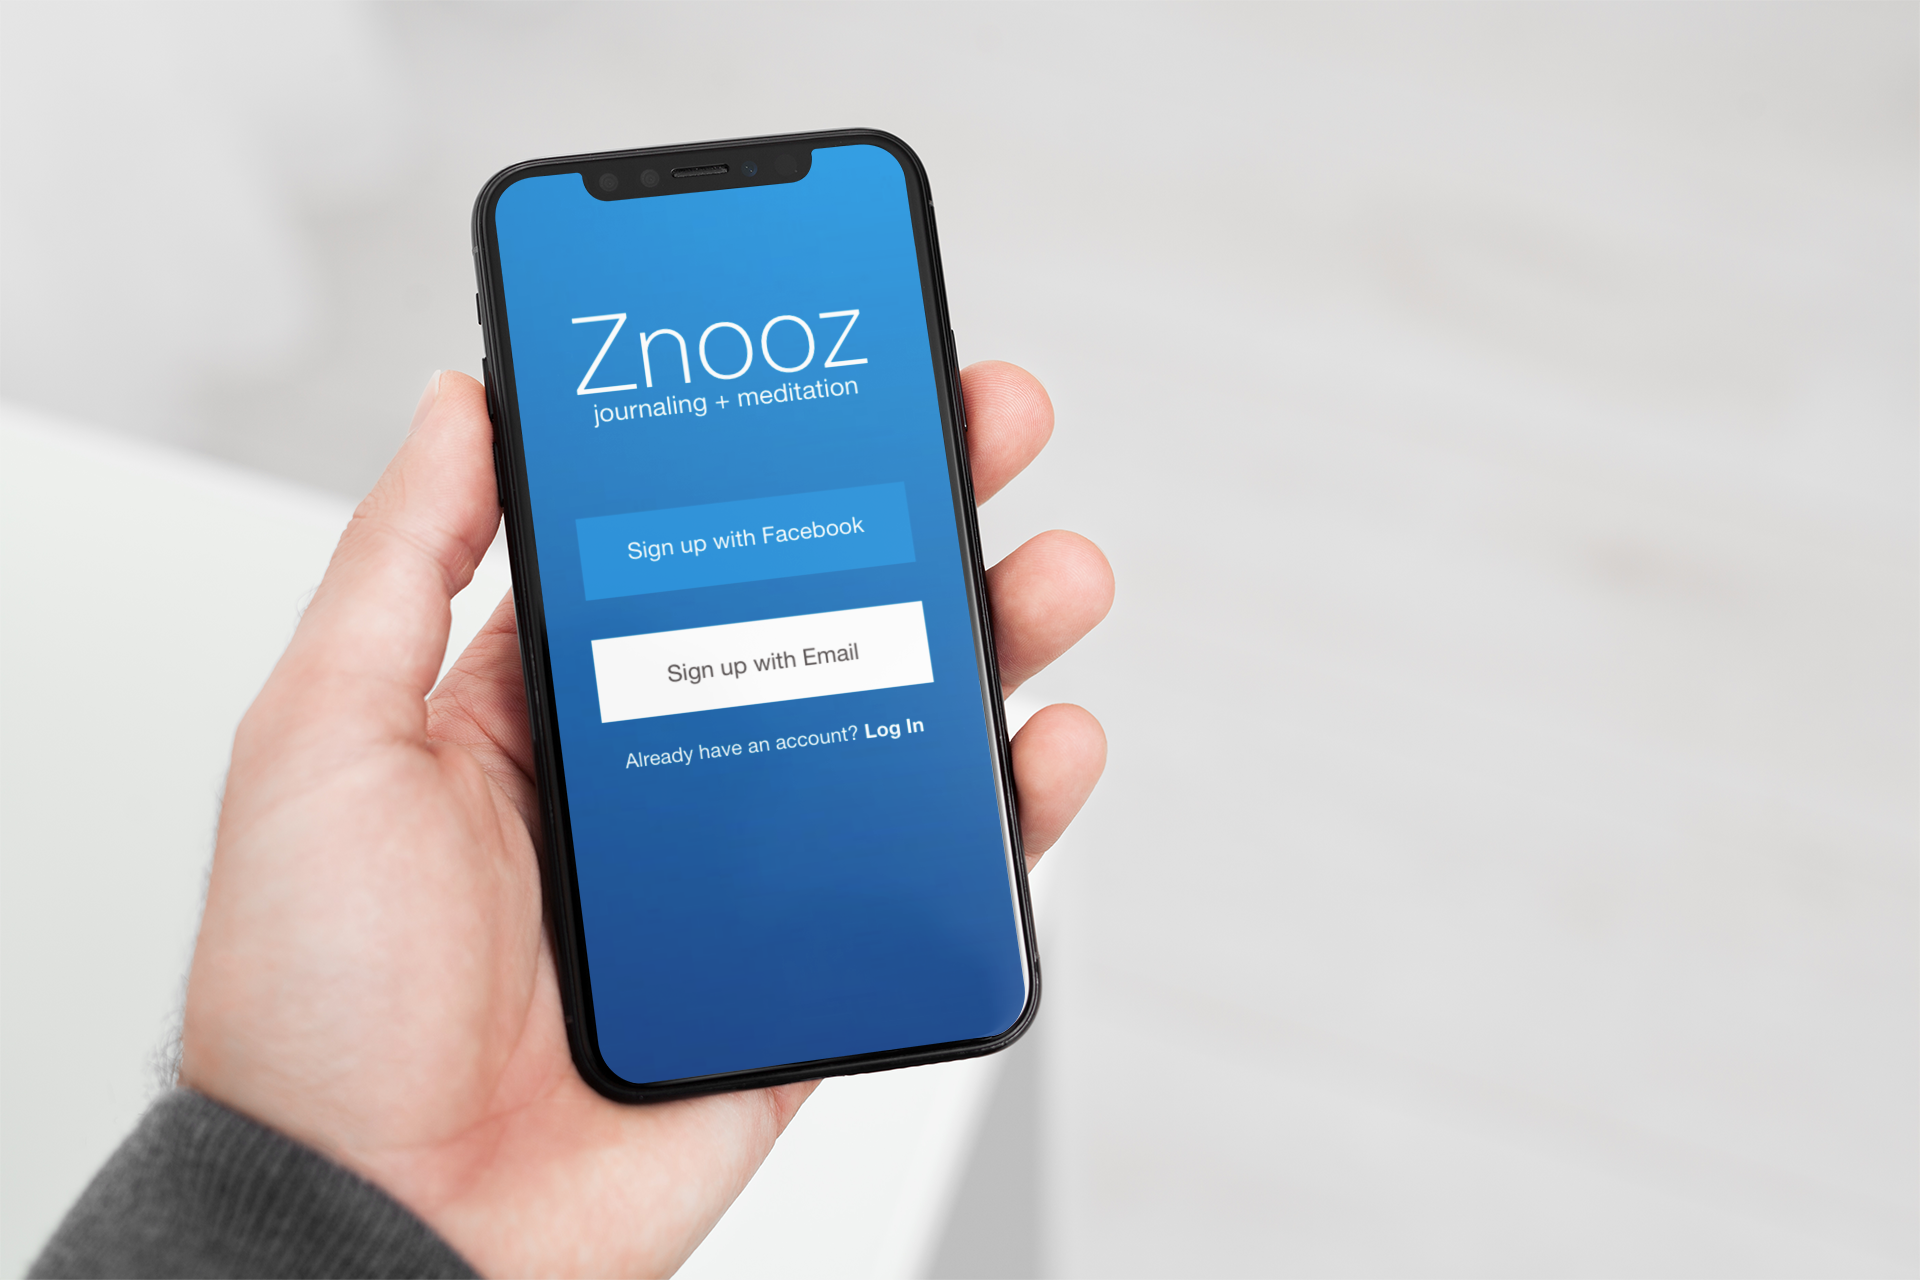 Znooz
journaling + meditation
Sign up with Facebook
Sign up with Email
Already have an account? Log In